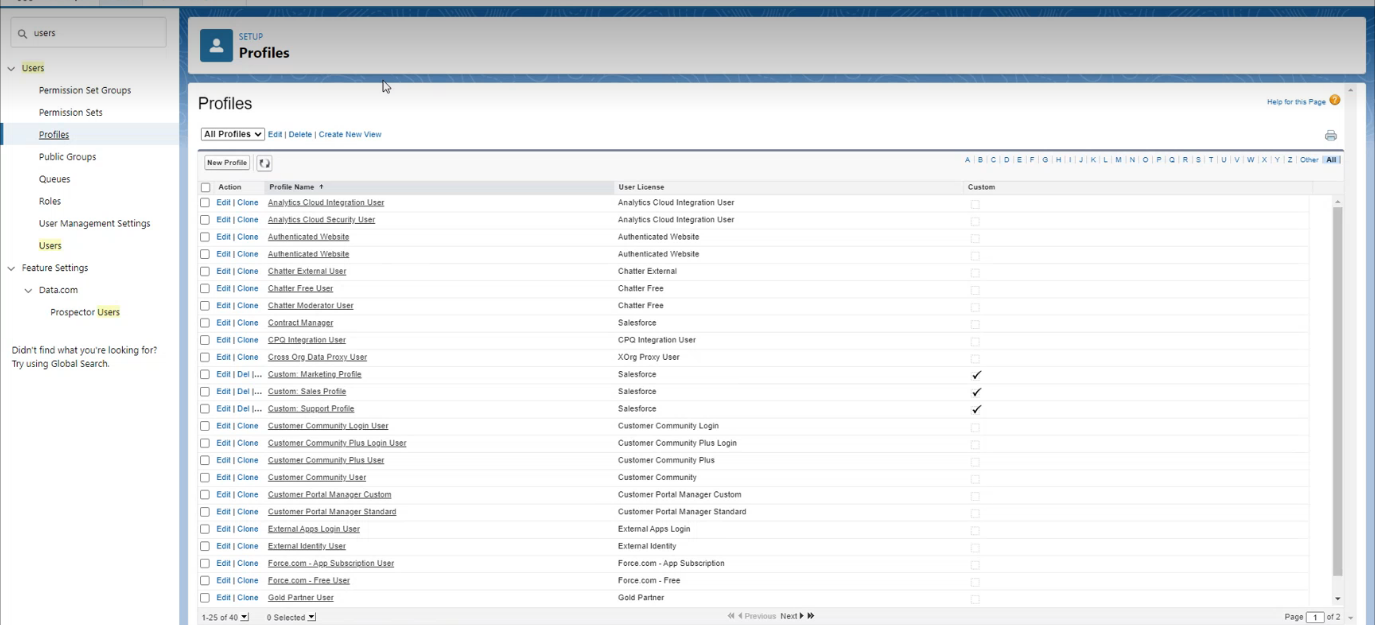 users
Users
Permission Set Groups
Permission Sets
Profiles
Public Groups
Queues
Roles
User Management Settings
Users
Feature Settings
Data.com
Prospector Users
Didn't find what you're looking for?
Try using Global Search.
SETUP
Profiles
Profiles
Help for this Page ?
All Profiles Edit | Delete | Create New View
New Profile
A | B | C | D | E | F | G | H | I | J | K | L | M | N | O | P | Q | R | S | T | U | V | W | X | Y | Z | Other | All
Action Profile Name ↑ User License Custom
Edit | Clone Analytics Cloud Integration User Analytics Cloud Integration User
Edit | Clone Analytics Cloud Security User Analytics Cloud Integration User
Edit | Clone Authenticated Website Authenticated Website
Edit | Clone Authenticated Website Authenticated Website
Edit | Clone Chatter External User Chatter External
Edit | Clone Chatter Free User Chatter Free
Edit | Clone Chatter Moderator User Chatter Free
Edit | Clone Contract Manager Salesforce
Edit | Clone CPQ Integration User CPQ Integration User
Edit | Clone Cross Org Data Proxy User XOrg Proxy User
Edit | Del |... Custom: Marketing Profile Salesforce ✓
Edit | Del |... Custom: Sales Profile Salesforce ✓
Edit | Del |... Custom: Support Profile Salesforce ✓
Edit | Clone Customer Community Login User Customer Community Login
Edit | Clone Customer Community Plus Login User Customer Community Plus Login
Edit | Clone Customer Community Plus User Customer Community Plus
Edit | Clone Customer Community User Customer Community
Edit | Clone Customer Portal Manager Custom Customer Portal Manager Custom
Edit | Clone Customer Portal Manager Standard Customer Portal Manager Standard
Edit | Clone External Apps Login User External Apps Login
Edit | Clone External Identity User External Identity
Edit | Clone Force.com - App Subscription User Force.com - App Subscription
Edit | Clone Force.com - Free User Force.com - Free
Edit | Clone Gold Partner User Gold Partner
1-25 of 40 0 Selected Previous Next Page 1 of 2